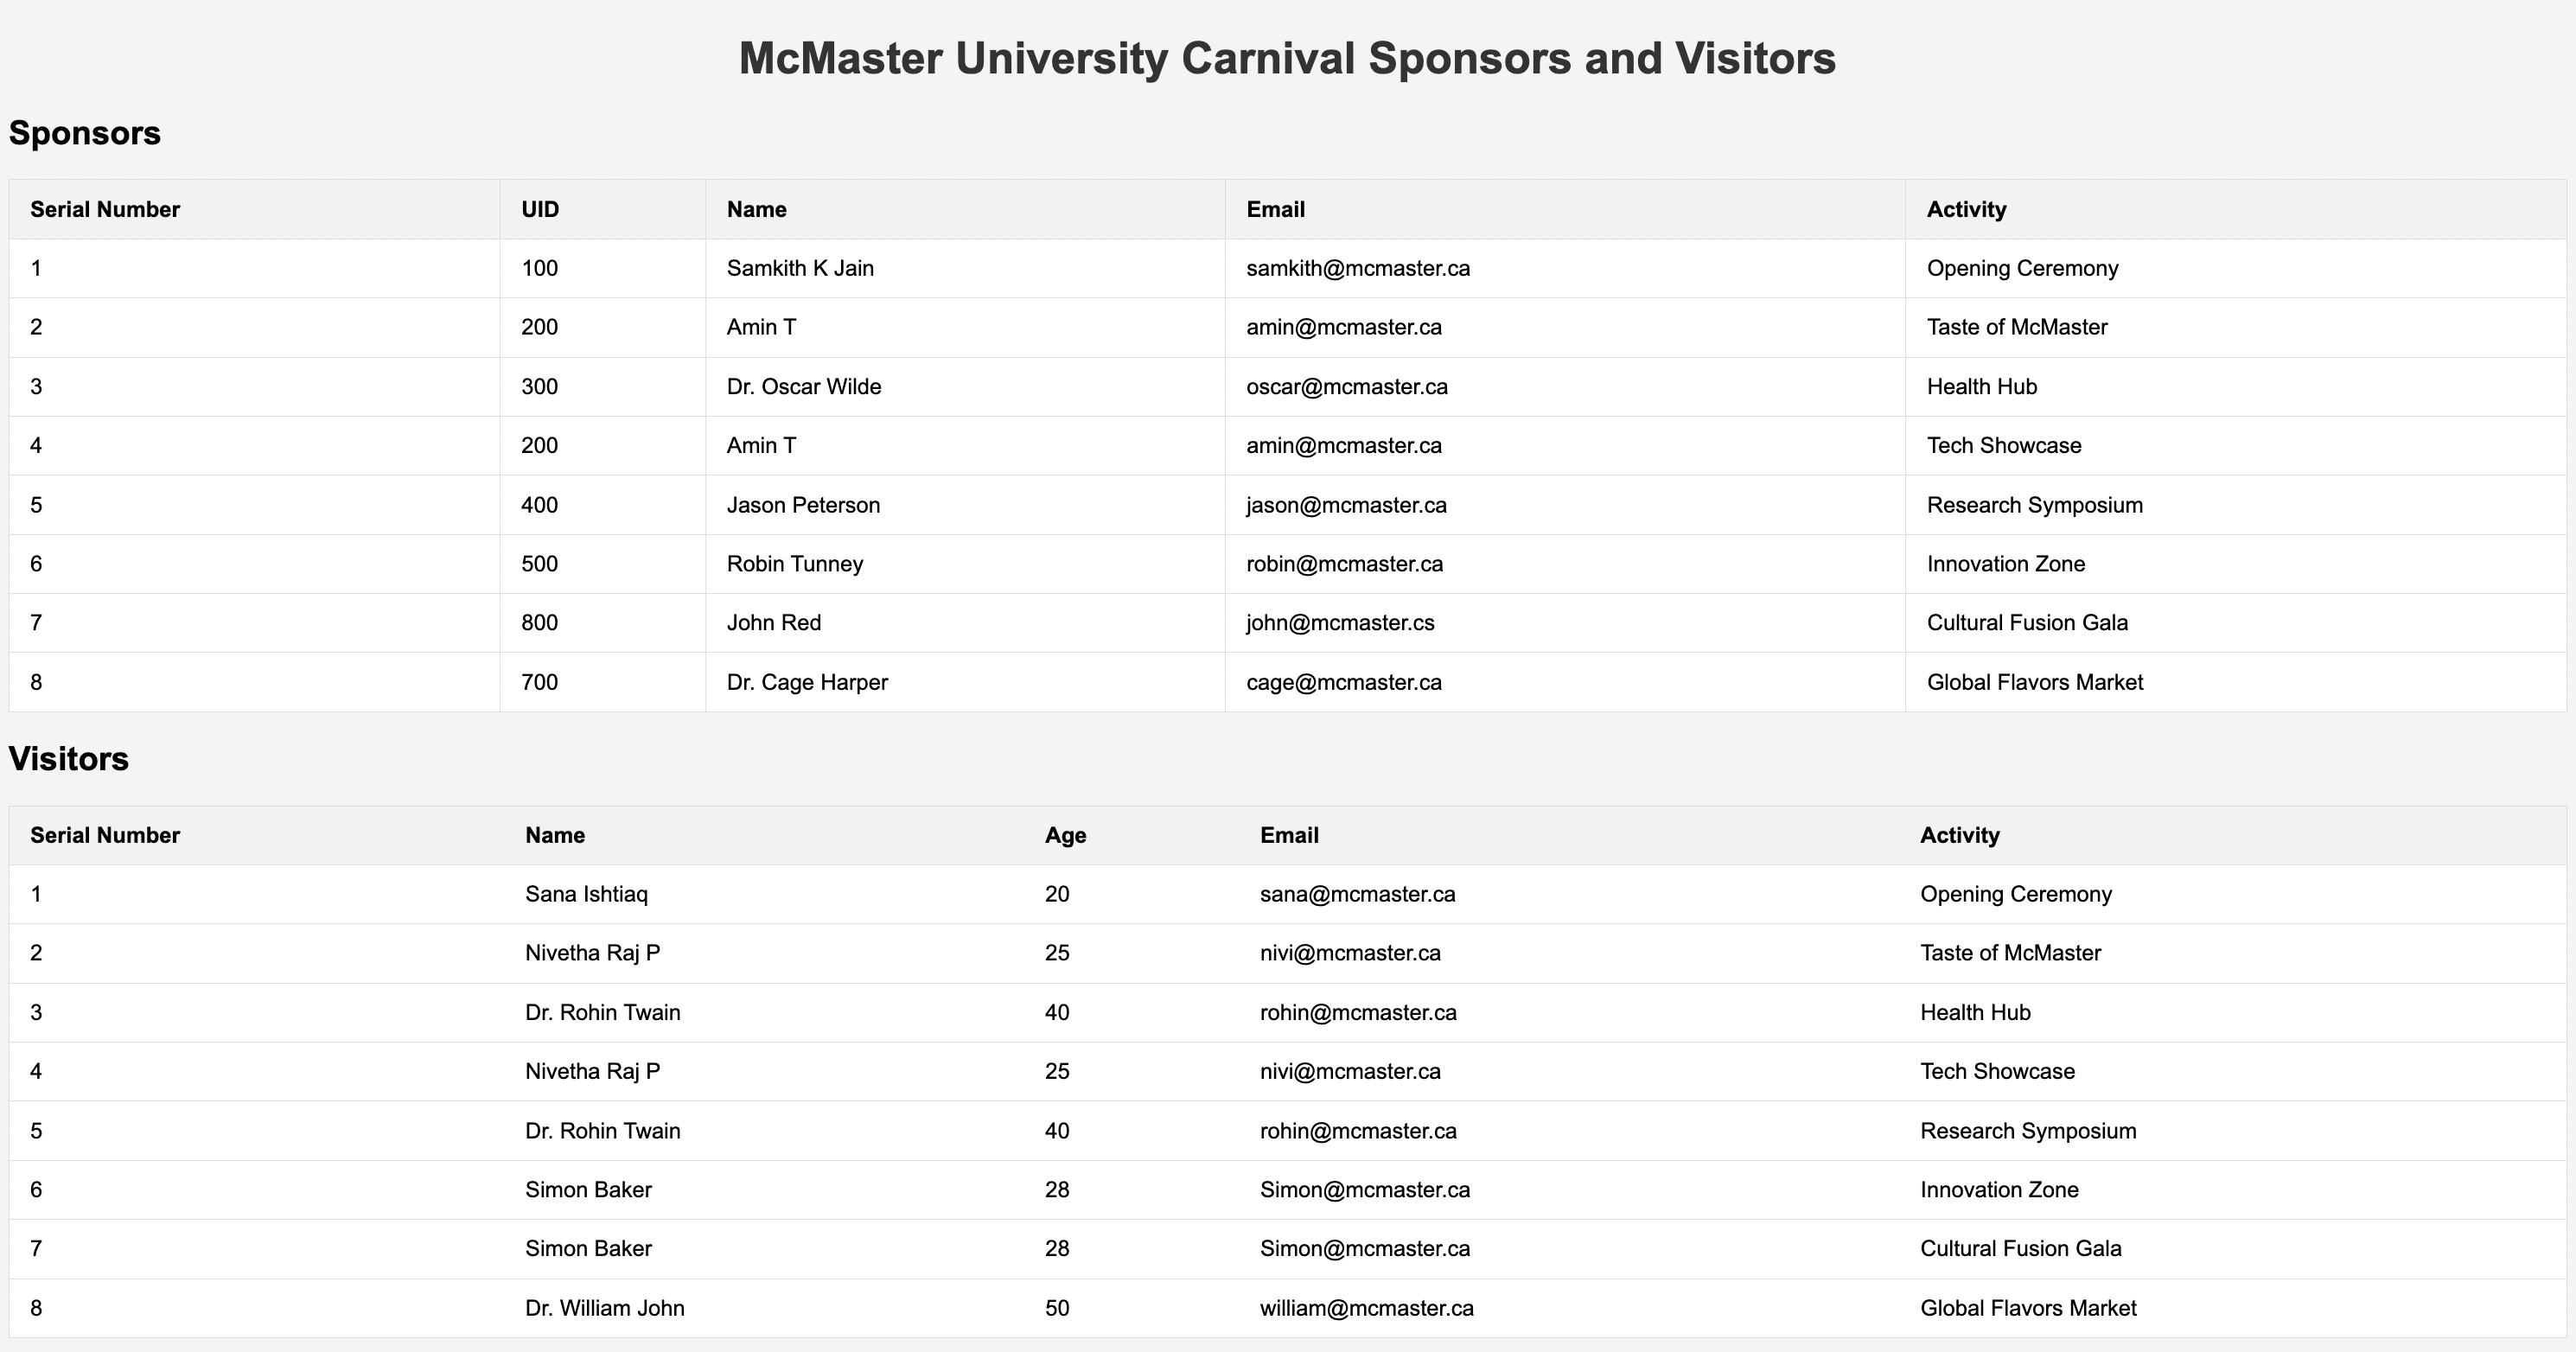 McMaster University Carnival Sponsors and Visitors
Sponsors
Serial Number UID Name Email Activity
1 100 Samkith K Jain samkith@mcmaster.ca Opening Ceremony
2 200 Amin T amin@mcmaster.ca Taste of McMaster
3 300 Dr. Oscar Wilde oscar@mcmaster.ca Health Hub
4 200 Amin T amin@mcmaster.ca Tech Showcase
5 400 Jason Peterson jason@mcmaster.ca Research Symposium
6 500 Robin Tunney robin@mcmaster.ca Innovation Zone
7 800 John Red john@mcmaster.cs Cultural Fusion Gala
8 700 Dr. Cage Harper cage@mcmaster.ca Global Flavors Market
Visitors
Serial Number Name Age Email Activity
1 Sana Ishtiaq 20 sana@mcmaster.ca Opening Ceremony
2 Nivetha Raj P 25 nivi@mcmaster.ca Taste of McMaster
3 Dr. Rohin Twain 40 rohin@mcmaster.ca Health Hub
4 Nivetha Raj P 25 nivi@mcmaster.ca Tech Showcase
5 Dr. Rohin Twain 40 rohin@mcmaster.ca Research Symposium
6 Simon Baker 28 Simon@mcmaster.ca Innovation Zone
7 Simon Baker 28 Simon@mcmaster.ca Cultural Fusion Gala
8 Dr. William John 50 william@mcmaster.ca Global Flavors Market